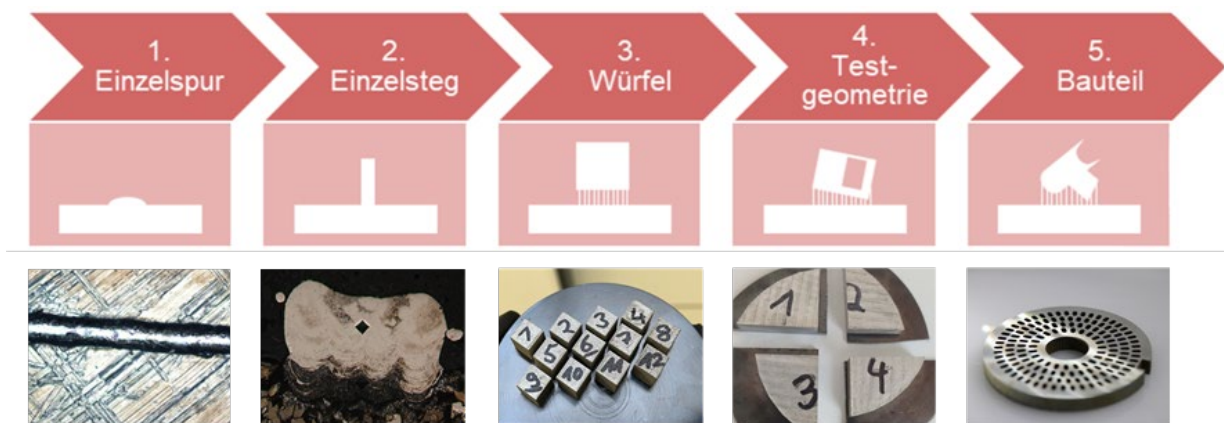 1.
Einzelspur
2.
Einzelsteg
3.
Würfel
4.
Test-
geometrie
5.
Bauteil
1 2 3 4
5 6 7 8
9 10 11 12
1 2
3 4